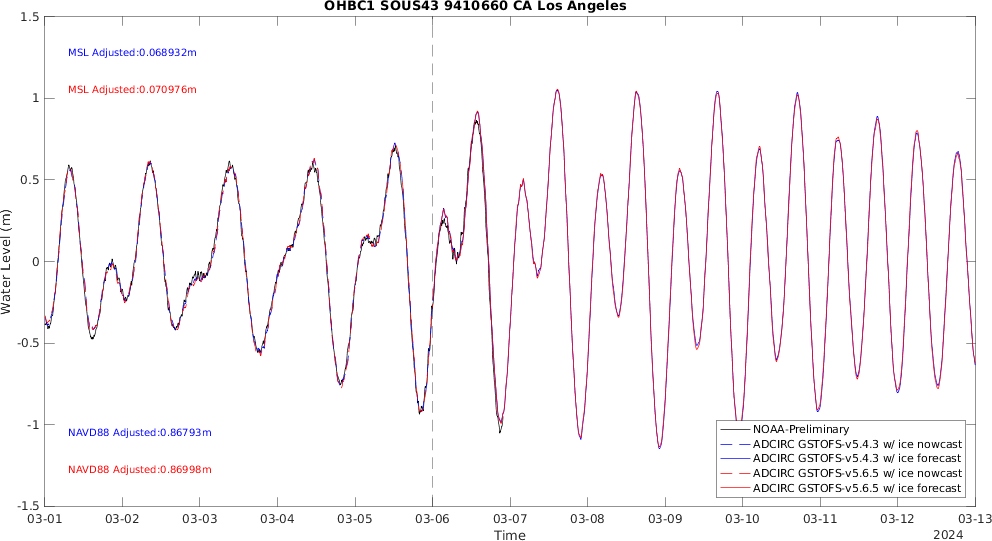 OHBC1 SOUS43 9410660 CA Los Angeles
1.5
MSL Adjusted:0.068932m
MSL Adjusted:0.070976m
1
0.5
0
-0.5
-1
-1.5
Water Level (m)
NAVD88 Adjusted:0.86793m
NAVD88 Adjusted:0.86998m
NOAA-Preliminary
ADCIRC GSTOFS-v5.4.3 w/ ice nowcast
ADCIRC GSTOFS-v5.4.3 w/ ice forecast
ADCIRC GSTOFS-v5.6.5 w/ ice nowcast
ADCIRC GSTOFS-v5.6.5 w/ ice forecast
03-01 03-02 03-03 03-04 03-05 03-06 03-07 03-08 03-09 03-10 03-11 03-12 03-13
Time
2024